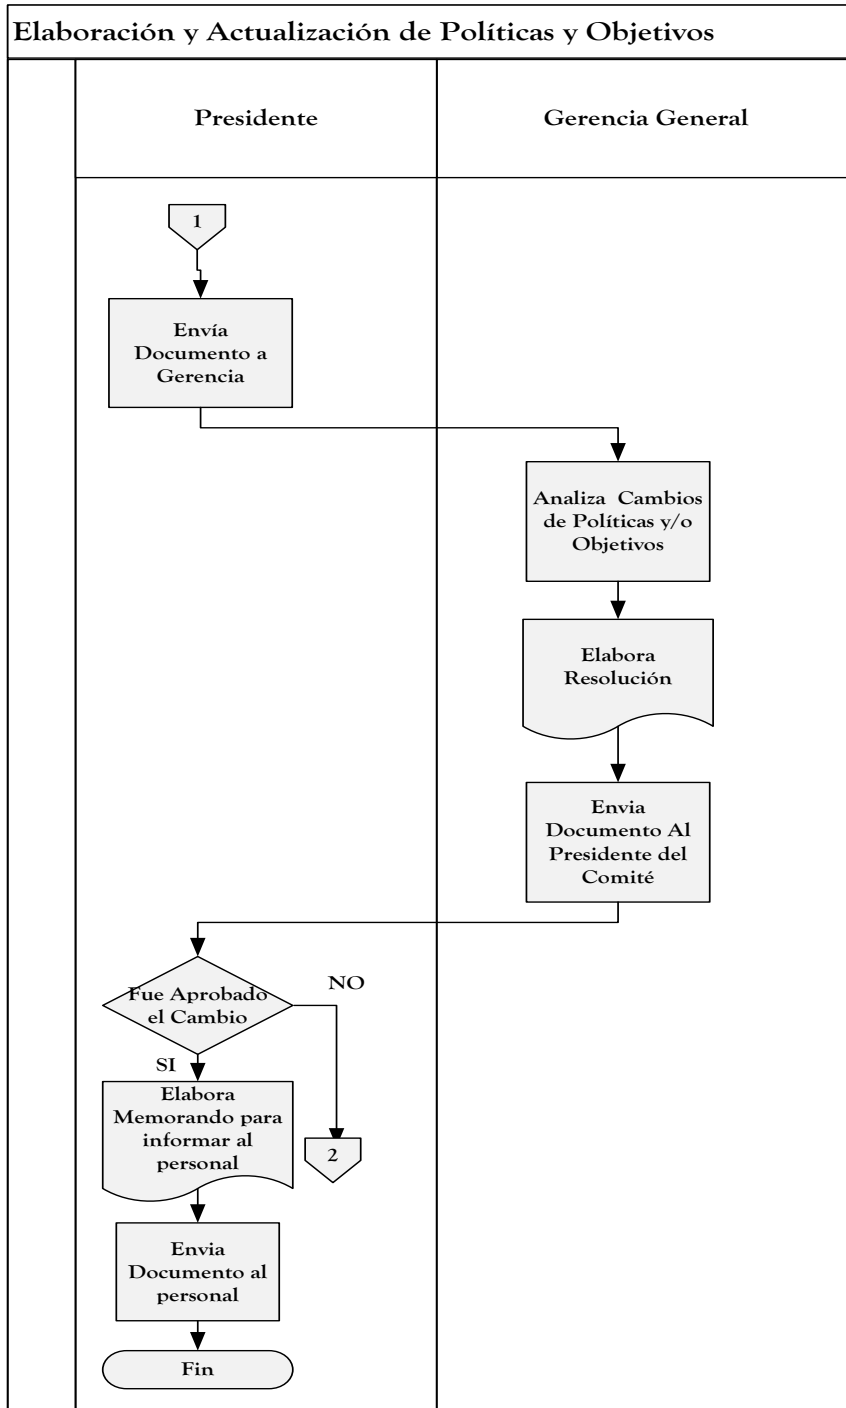 Elaboración y Actualización de Políticas y Objetivos
Presidente
Gerencia General
1
Envía
Documento a
Gerencia
Analiza Cambios
de Políticas y/o
Objetivos
Elabora
Resolución
Envia
Documento Al
Presidente del
Comité
Fue Aprobado
el Cambio
NO
SI
Elabora
Memorando para
informar al
personal
2
Envia
Documento al
personal
Fin